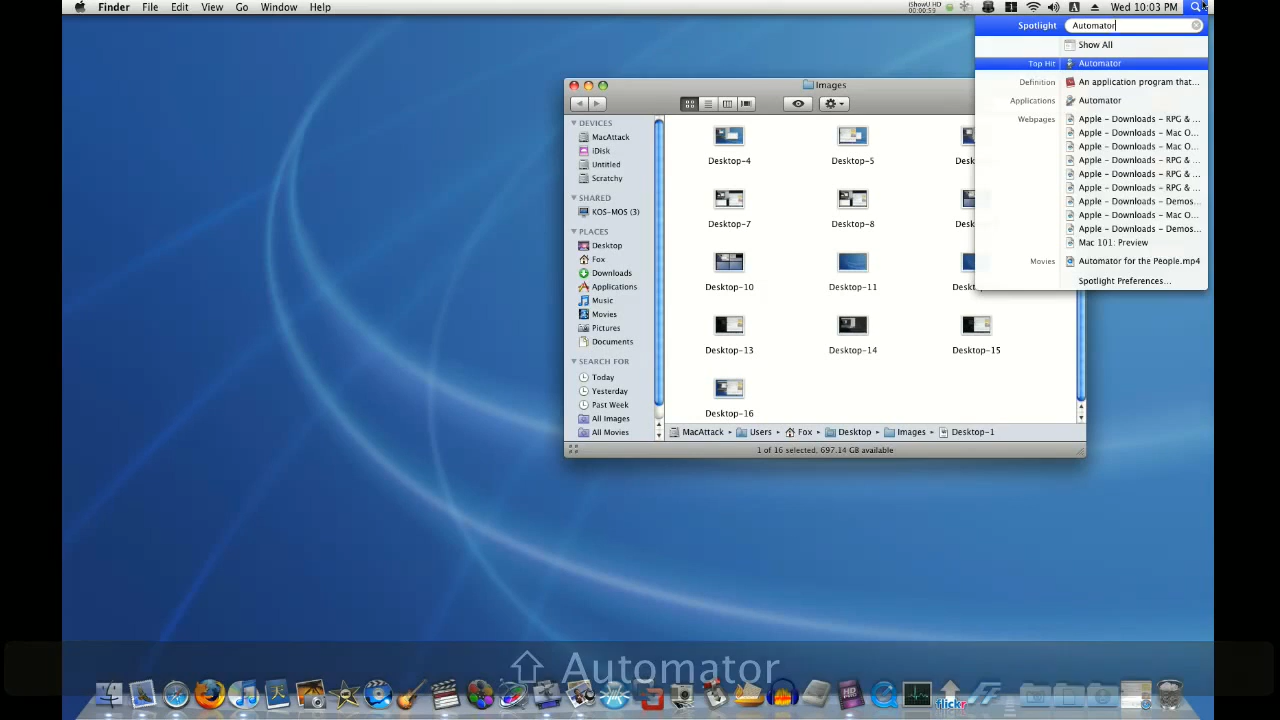 Finder File Edit View Go Window Help
iShowU HD
00:00:59
Wed 10:03 PM
Spotlight Automator
Show All
Top Hit Automator
Definition An application program that...
Applications Automator
Webpages Apple – Downloads – RPG & ...
Apple – Downloads – Mac O...
Apple – Downloads – Mac O...
Apple – Downloads – RPG & ...
Apple – Downloads – RPG & ...
Apple – Downloads – RPG & ...
Apple – Downloads – Demos...
Apple – Downloads – Mac O...
Apple – Downloads – Demos...
Mac 101: Preview
Movies Automator for the People.mp4
Spotlight Preferences...
Images
DEVICES
MacAttack
iDisk
Untitled
Scratchy
SHARED
KOS-MOS (3)
PLACES
Desktop
Fox
Downloads
Applications
Music
Movies
Pictures
Documents
SEARCH FOR
Today
Yesterday
Past Week
All Images
All Movies
Desktop-4 Desktop-5
Desktop-7 Desktop-8
Desktop-10 Desktop-11
Desktop-13 Desktop-14 Desktop-15
Desktop-16
MacAttack Users Fox Desktop Images Desktop-1
1 of 16 selected, 697.14 GB available
Automator
flickr